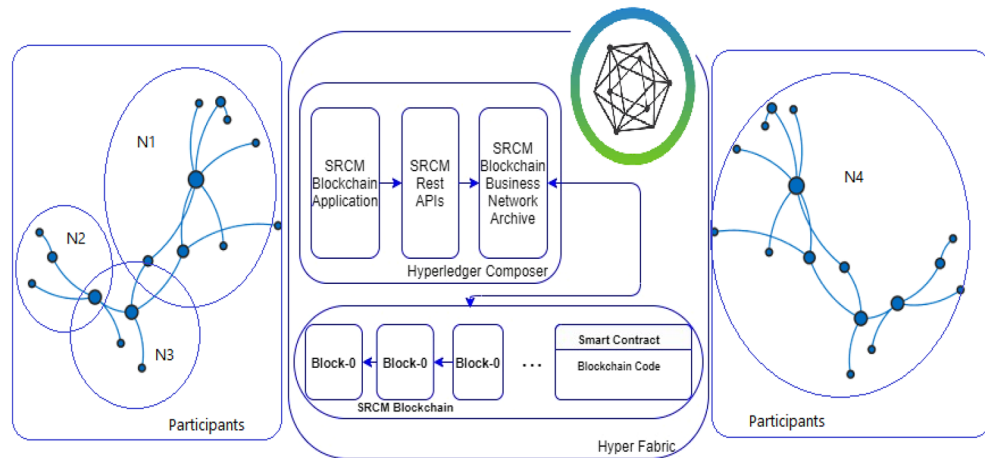 N1
N2
N3
Participants
SRCM
Blockchain
Application
SRCM
Rest
APIs
SRCM
Blockchain
Business
Network
Archive
Hyperledger Composer
Block-0
Block-0
Block-0
...
Smart Contract
Blockchain Code
SRCM Blockchain
Hyper Fabric
N4
Participants